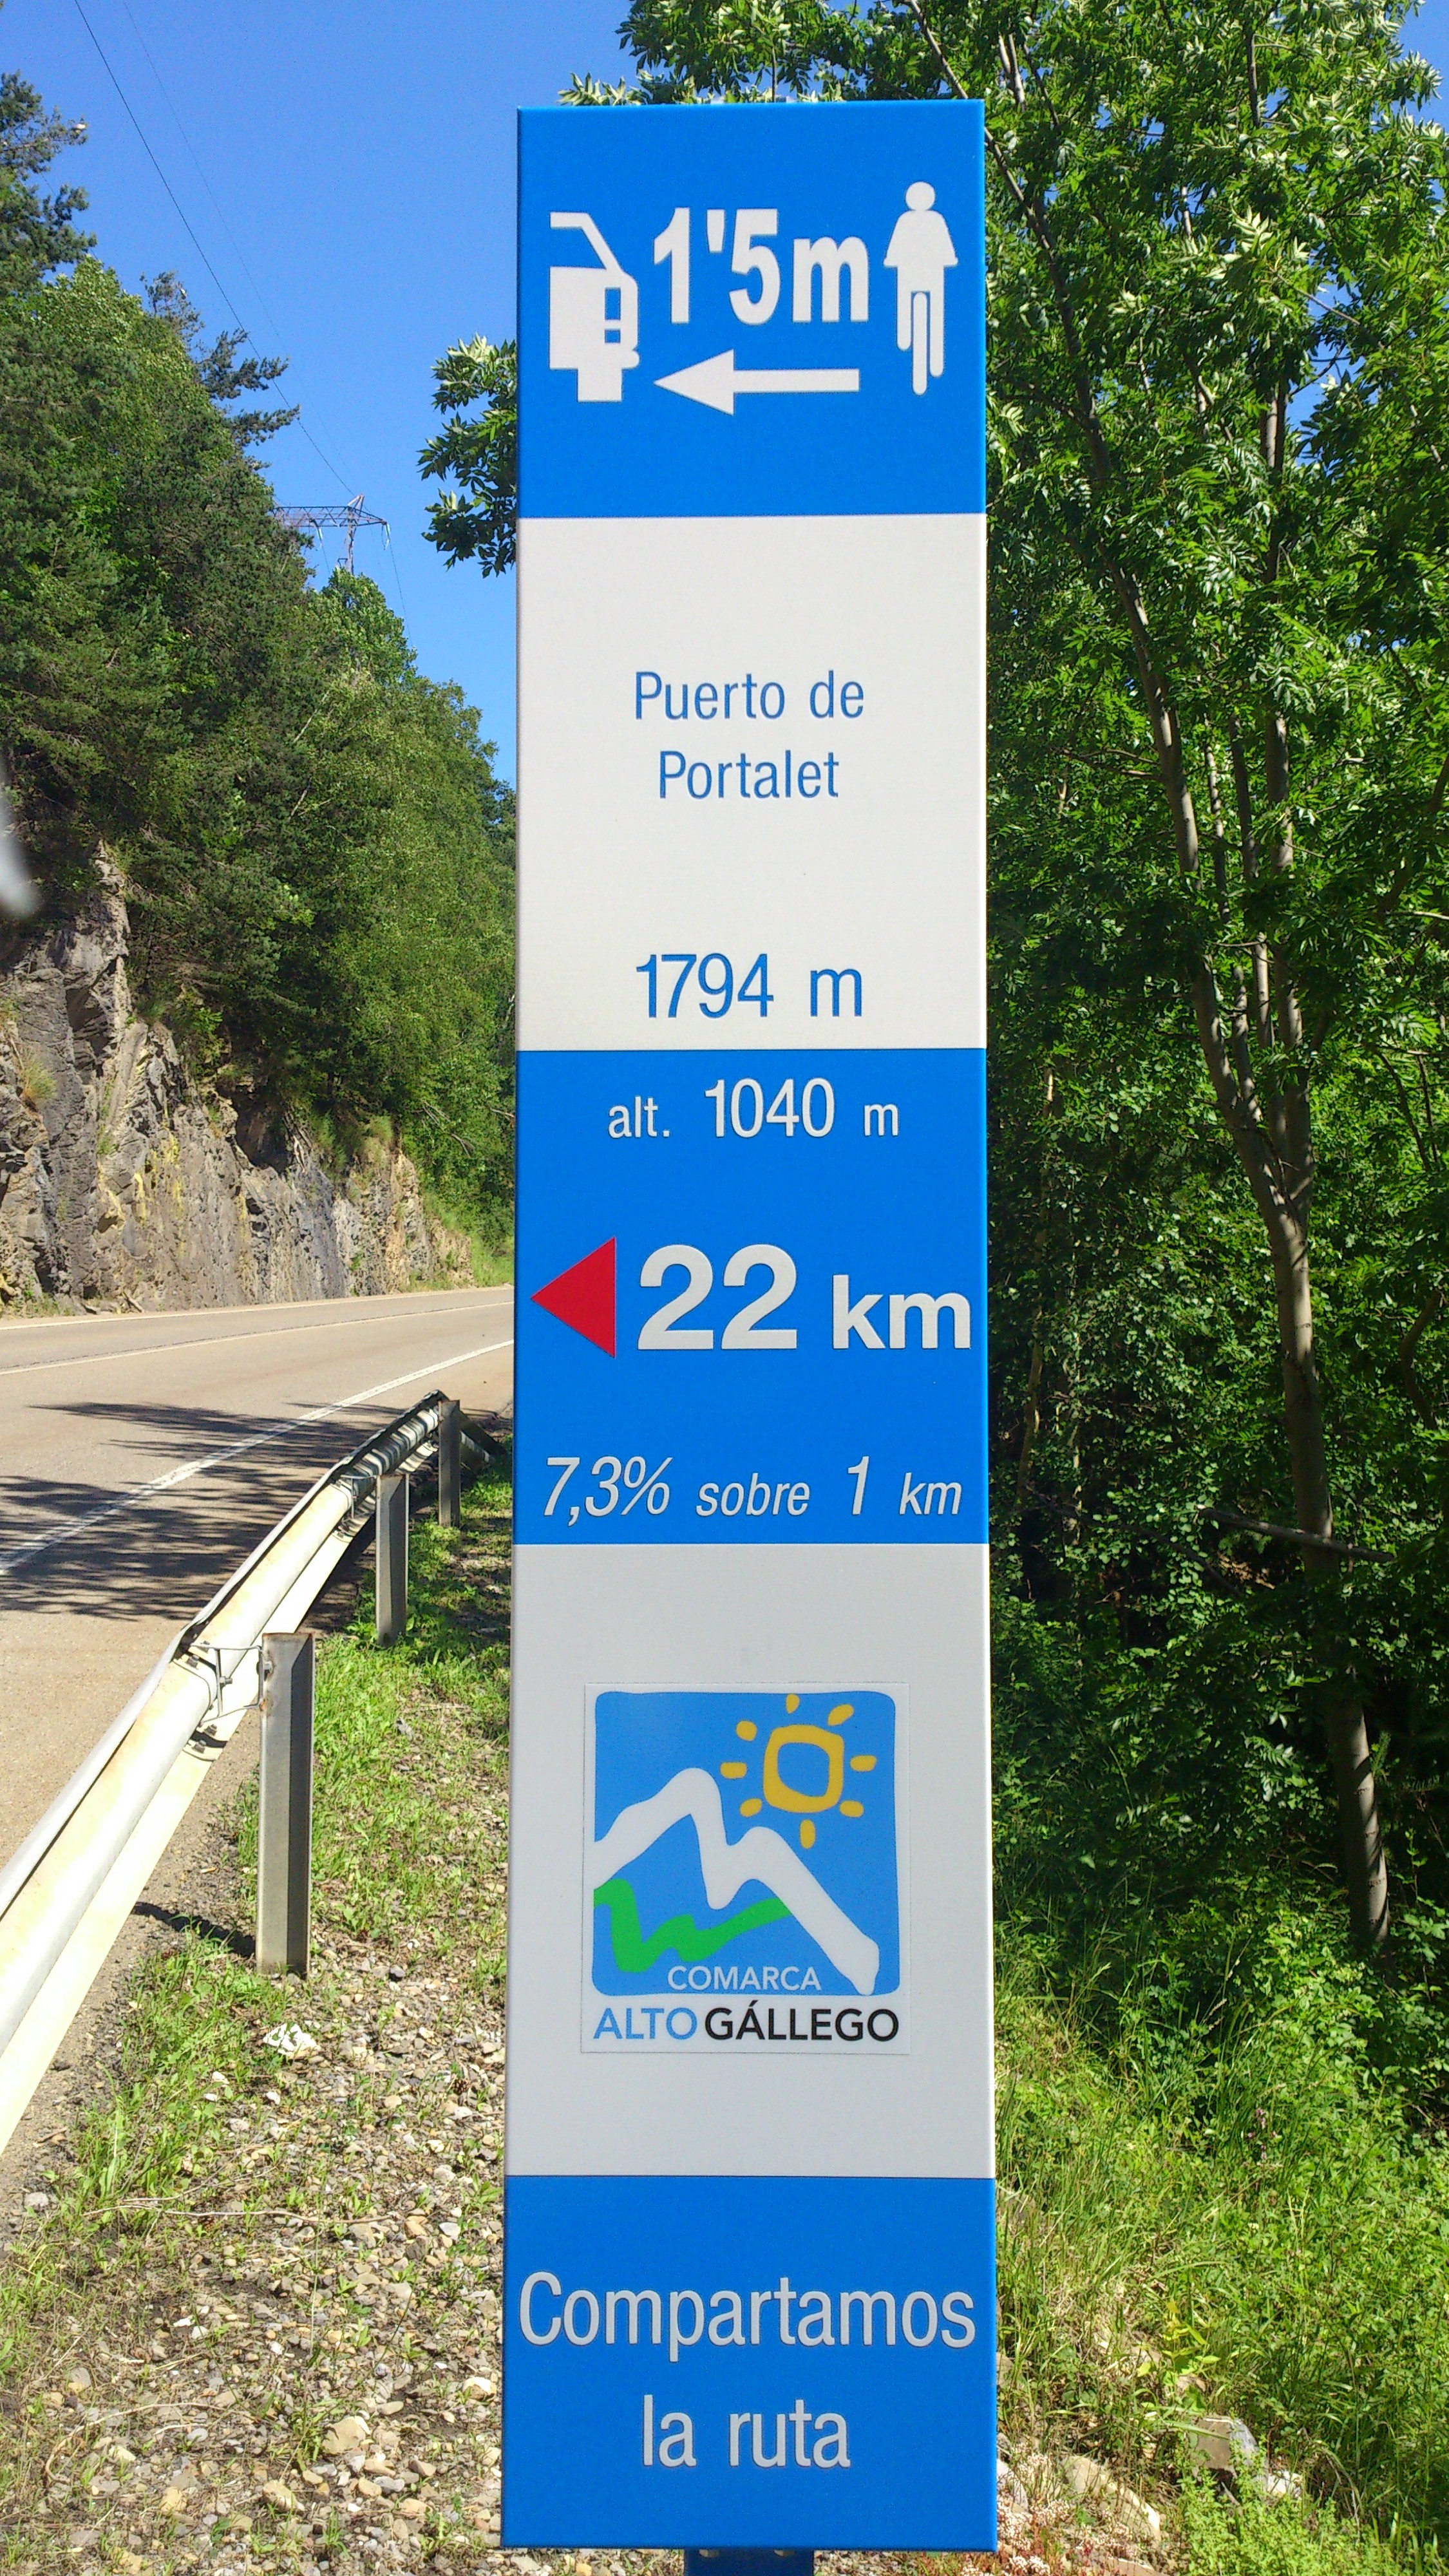 1'5m
Puerto de
Portalet
1794 m
alt. 1040 m
22 km
7,3% sobre 1 km
COMARCA
ALTO GÁLLEGO
Compartamos
la ruta